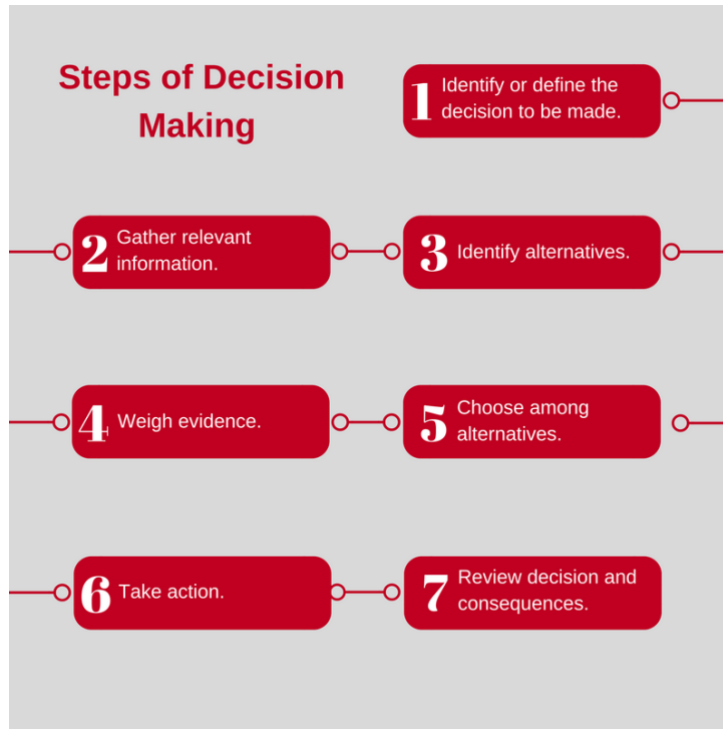 Steps of Decision
Making
1
Identify or define the
decision to be made.
2
Gather relevant
information.
3
Identify alternatives.
4
Weigh evidence.
5
Choose among
alternatives.
6
Take action.
7
Review decision and
consequences.